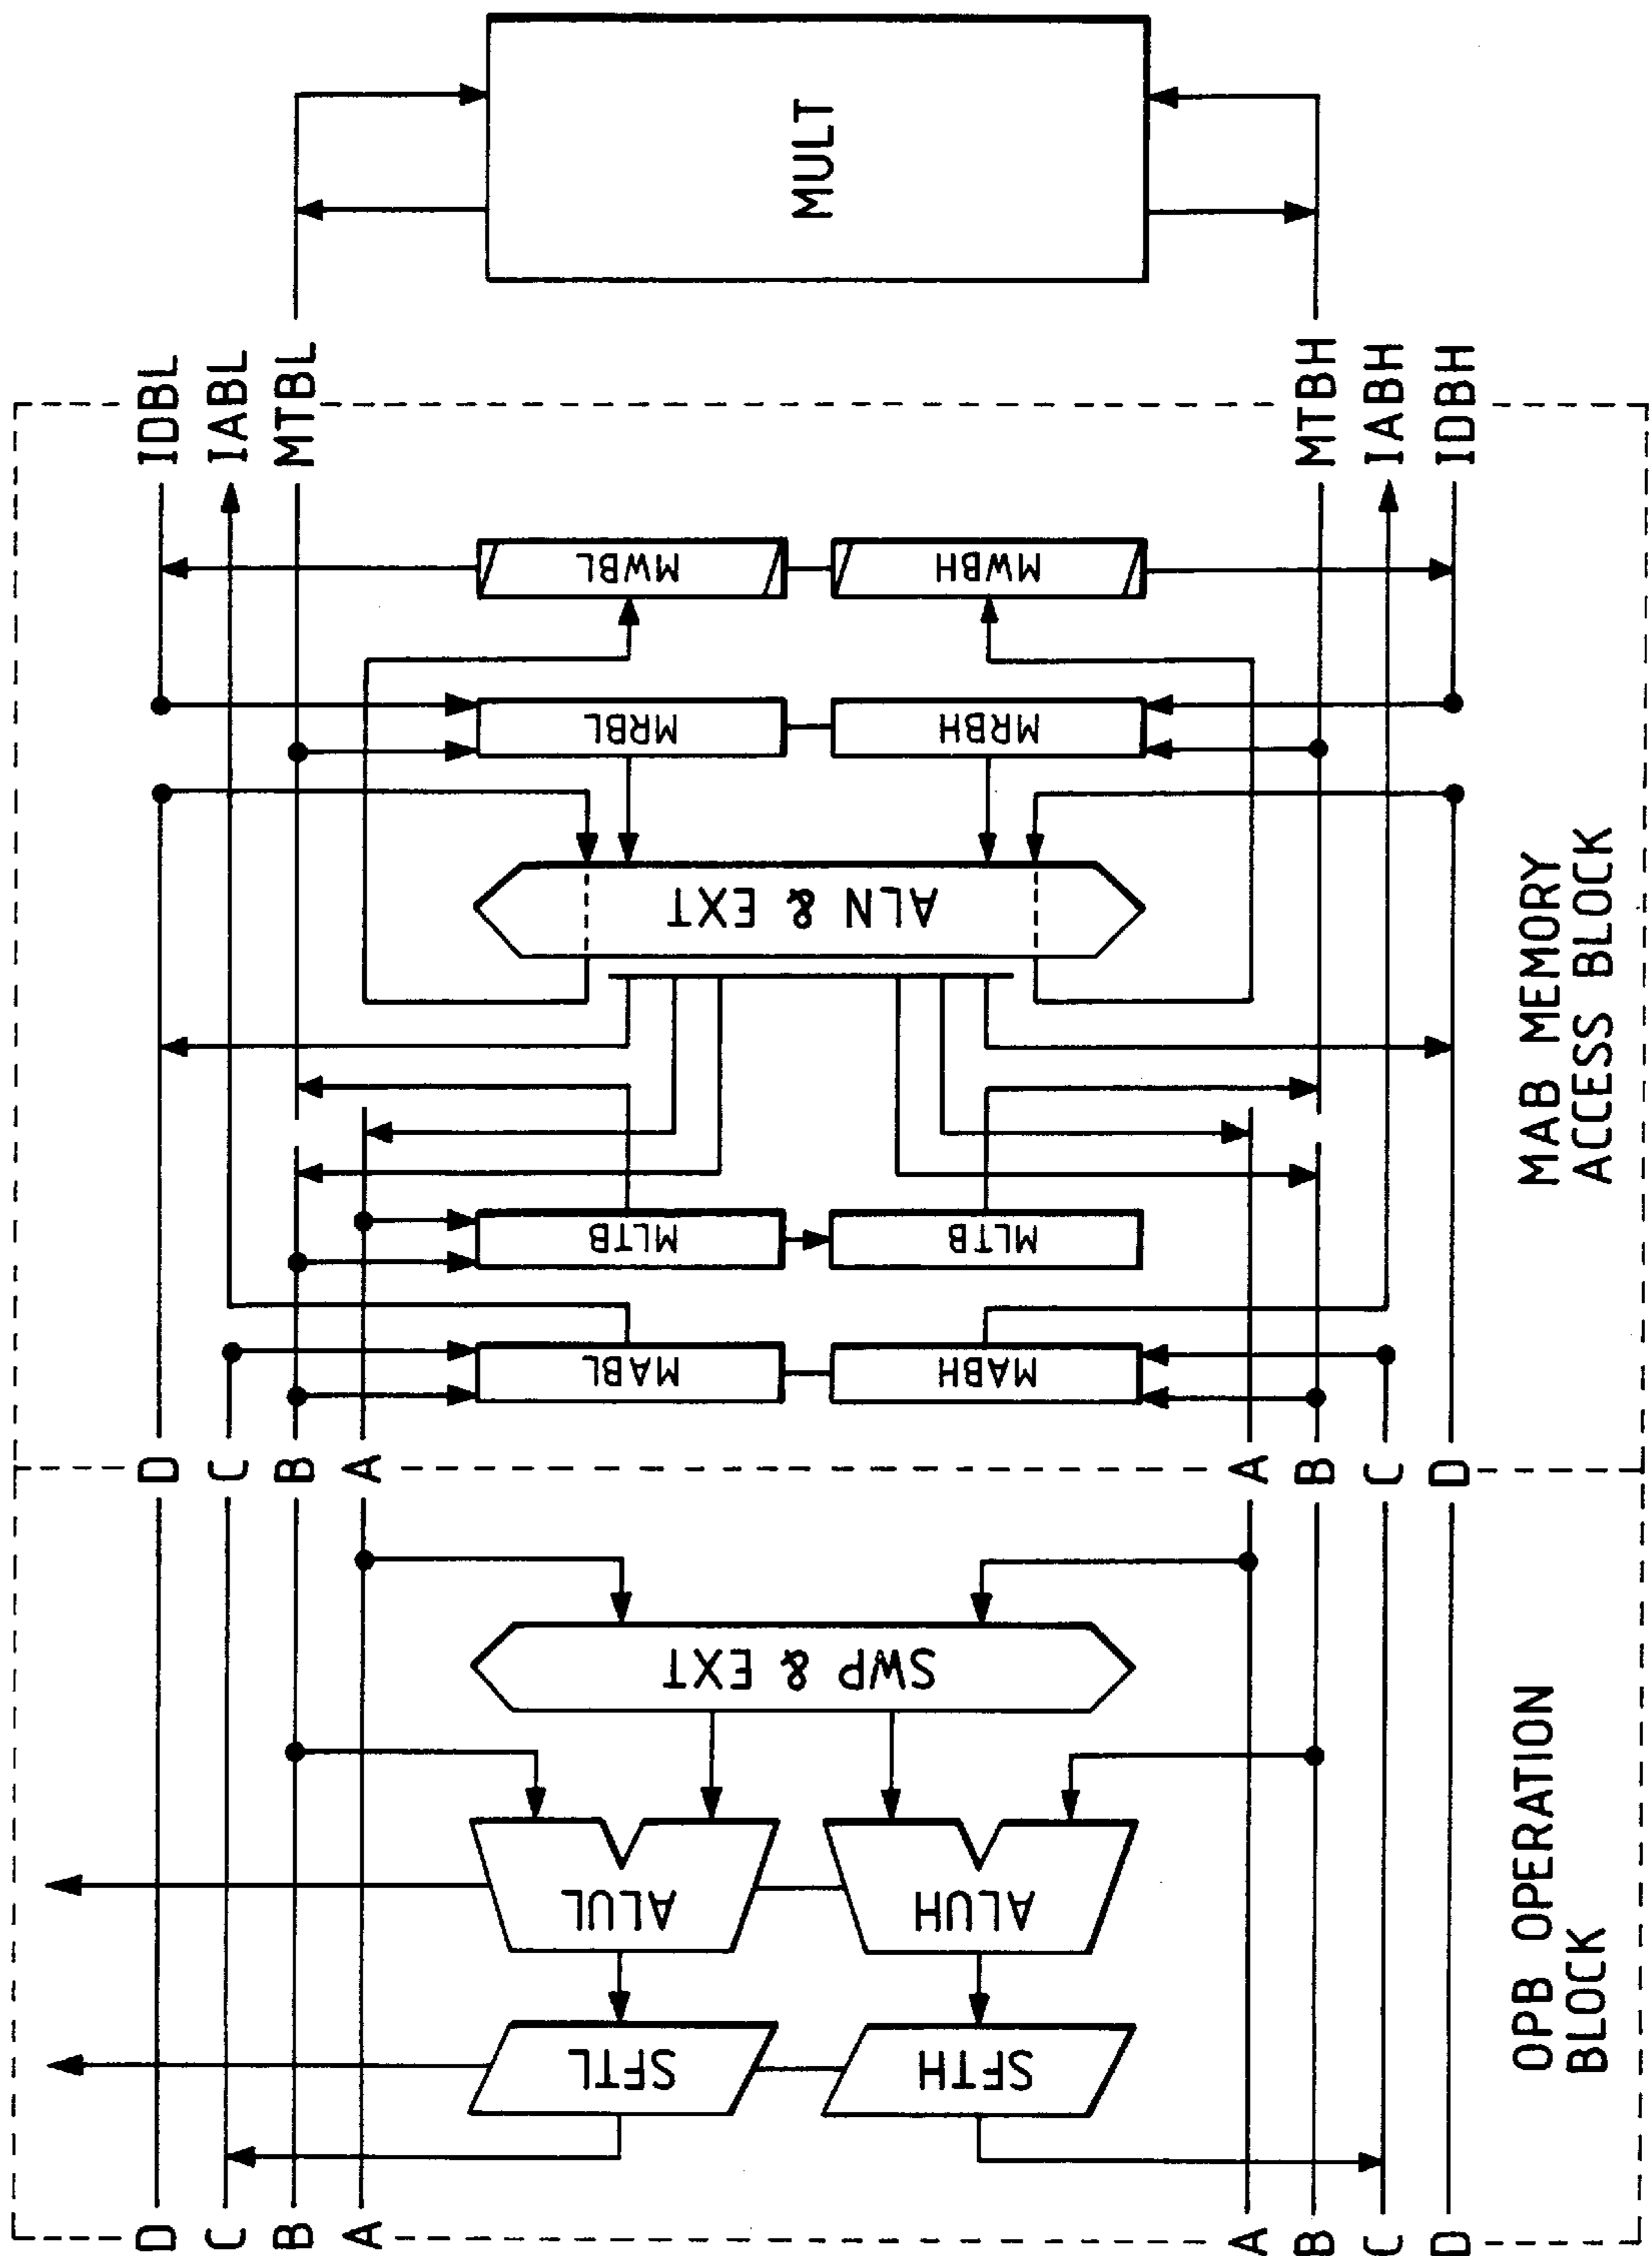 MULT
IDBL
IABL
MTBL
MTBH
IABH
IDBH
MWBL
MWBH
MRBL
MRBH
ALN & EXT
MLTB
MLTB
MABL
MABH
MAB MEMORY
ACCESS BLOCK
D
C
B
A
A
B
C
D
SWP & EXT
ALUL
ALUH
SFTL
SFTH
OPB OPERATION
BLOCK
D
C
B
A
A
B
C
D